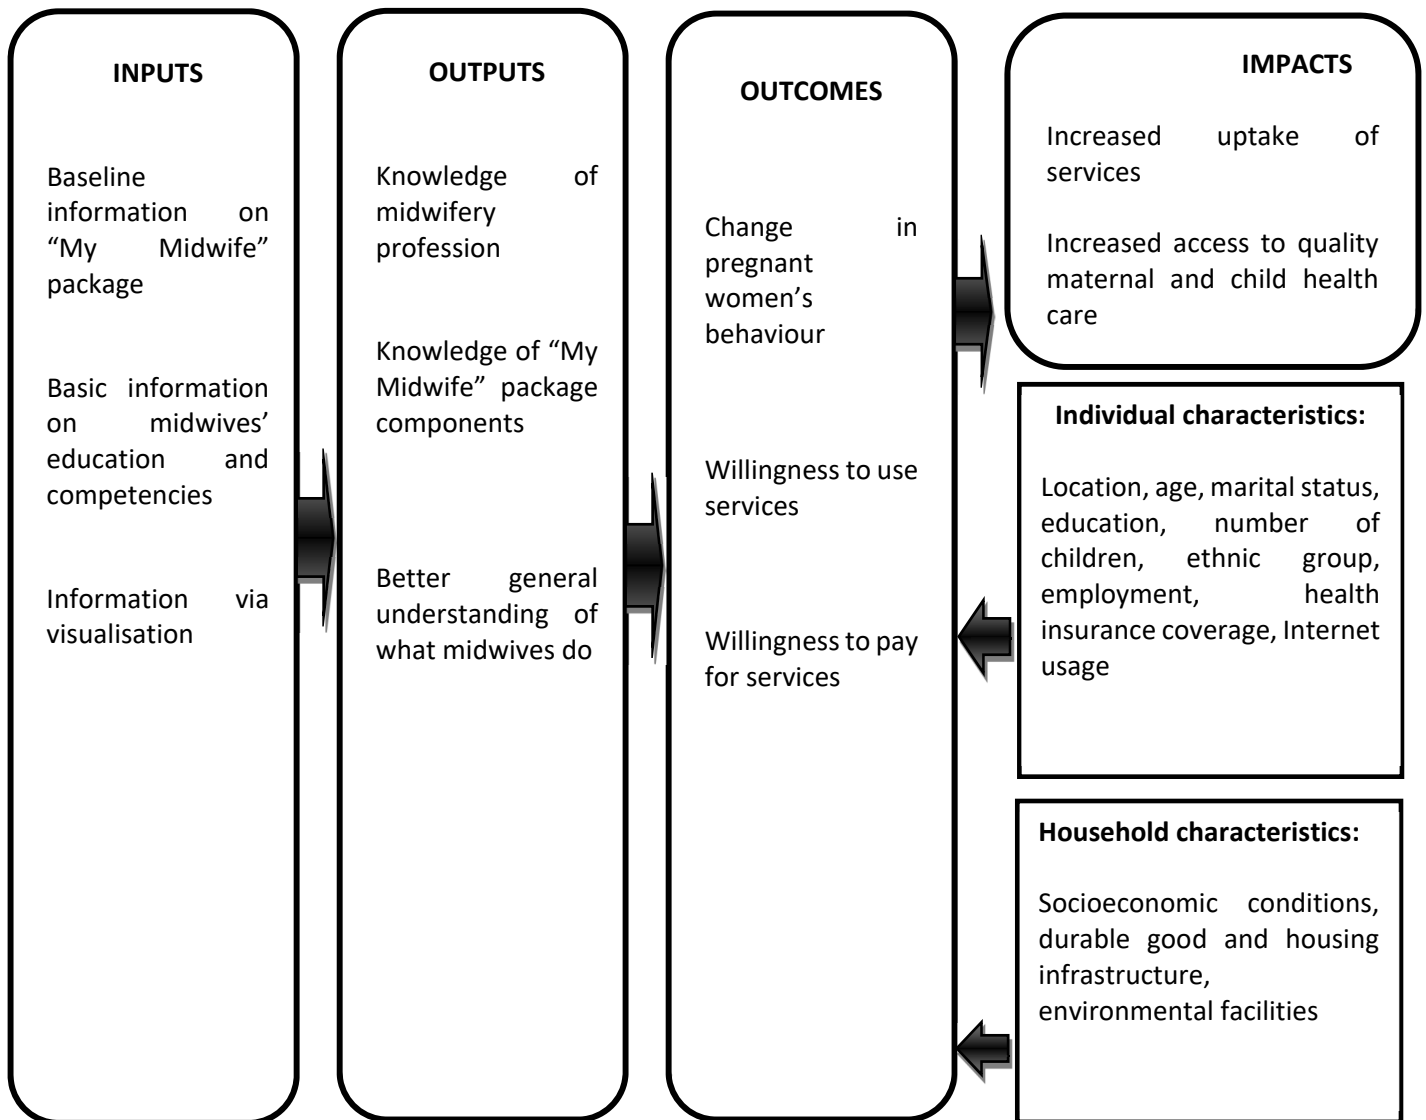 INPUTS
Baseline
information on
“My Midwife”
package
Basic information
on midwives’
education and
competencies
Information via
visualisation
OUTPUTS
Knowledge of
midwifery
profession
Knowledge of “My
Midwife” package
components
Better general
understanding of
what midwives do
OUTCOMES
Change in
pregnant
women’s
behaviour
Willingness to use
services
Willingness to pay
for services
IMPACTS
Increased uptake of
services
Increased access to quality
maternal and child health
care
Individual characteristics:
Location, age, marital status,
education, number of
children, ethnic group,
employment, health
insurance coverage, Internet
usage
Household characteristics:
Socioeconomic conditions,
durable good and housing
infrastructure,
environmental facilities